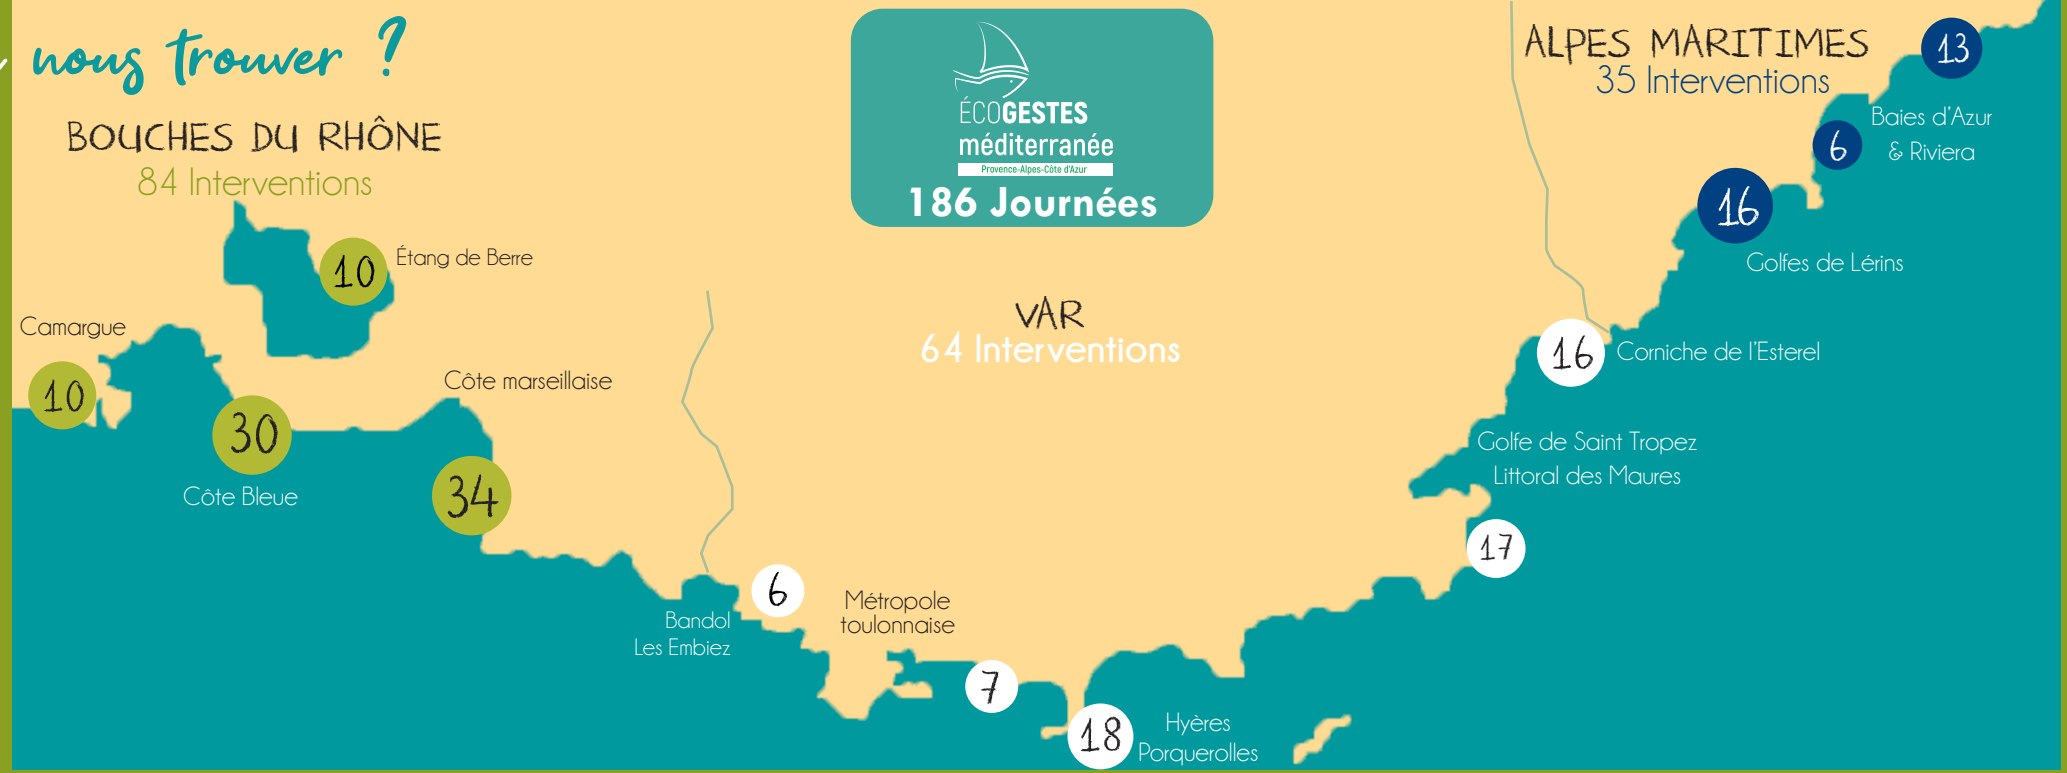 nous trouver ?
BOUCHES DU RHÔNE
84 Interventions
ÉCOGESTES
méditerranée
Provence-Alpes-Côte d'Azur
186 Journées
ALPES MARITIMES
35 Interventions
13
Baies d'Azur
& Riviera
6
16
Golfes de Lérins
10
Étang de Berre
Camargue
10
30
Côte Bleue
Côte marseillaise
34
VAR
64 Interventions
16
Corniche de l'Esterel
Golfe de Saint Tropez
Littoral des Maures
17
6
Bandol
Les Embiez
Métropole
toulonnaise
7
18
Hyères
Porquerolles